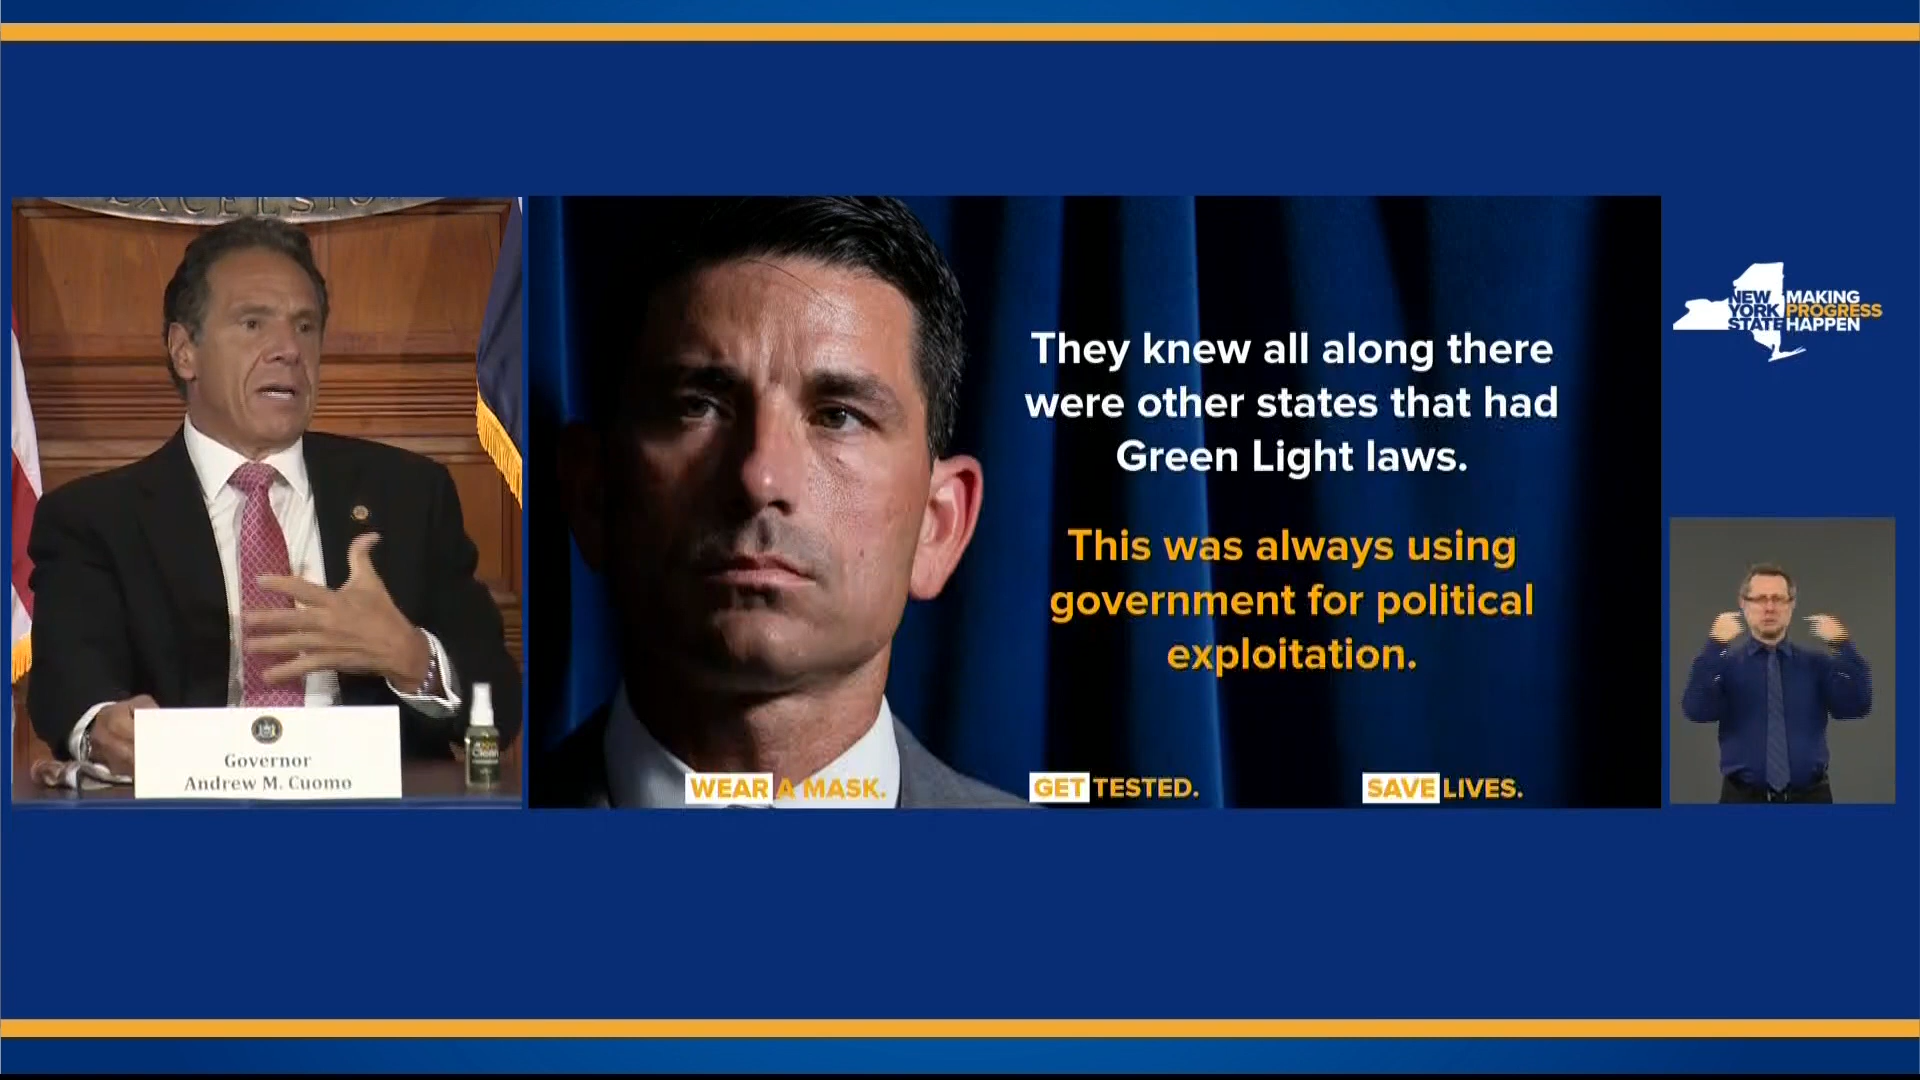 EXCELSIOR
Governor
Andrew M. Cuomo
They knew all along there
were other states that had
Green Light laws.
This was always using
government for political
exploitation.
WEAR A MASK.
GET TESTED.
SAVE LIVES.
NEW
YORK
STATE
MAKING
PROGRESS
HAPPEN